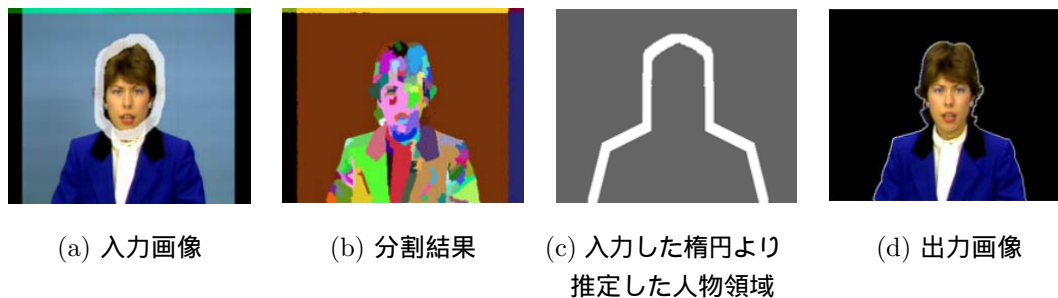 (a) 入力画像
(b) 分割結果
(c) 入力した楕円より
推定した人物領域
(d) 出力画像